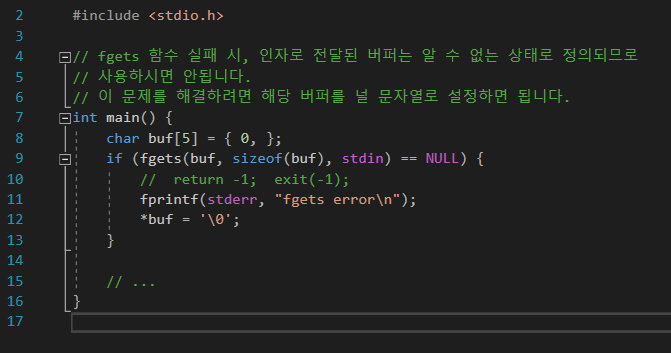 2 #include <stdio.h>
3
4 // fgets 함수 실패 시, 인자로 전달된 버퍼는 알 수 없는 상태로 정의되므로
5 // 사용하시면 안됩니다.
6 // 이 문제를 해결하려면 해당 버퍼를 널 문자열로 설정하면 됩니다.
7 int main() {
8 char buf[5] = { 0, };
9 if (fgets(buf, sizeof(buf), stdin) == NULL) {
10 //  return -1;  exit(-1);
11 fprintf(stderr, "fgets error\n");
12 *buf = '\0';
13 }
14
15 // ...
16 }
17